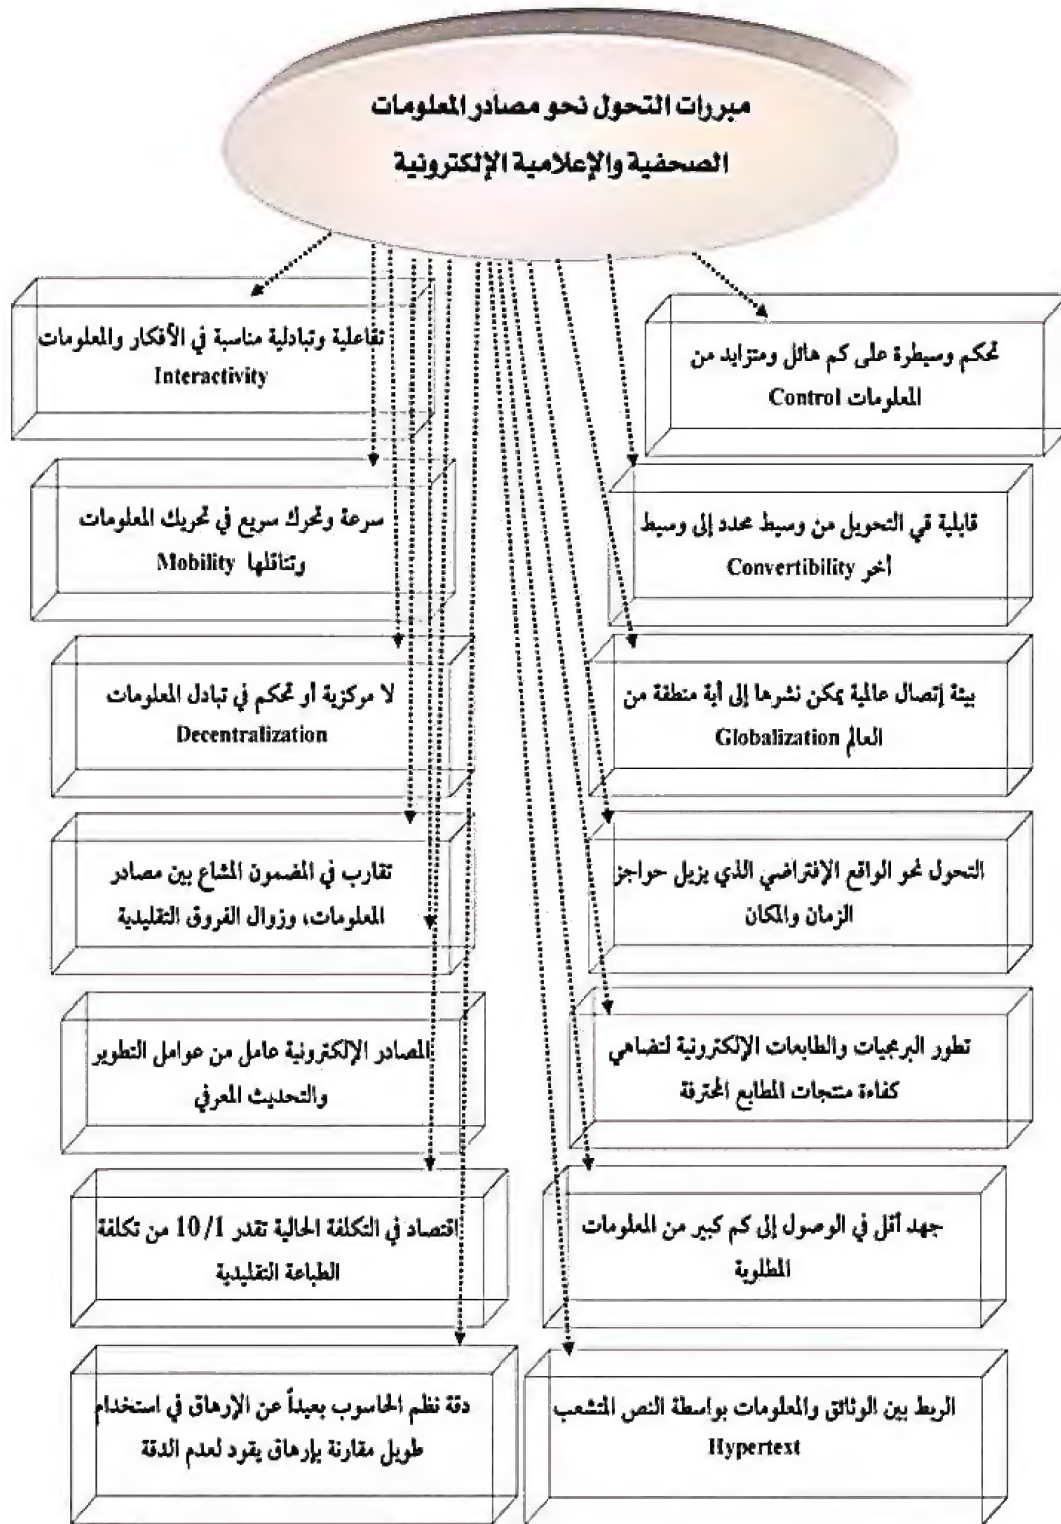 مبررات التحول نحو مصادر المعلومات
الصحفية والإعلامية الإلكترونية
تحكم وسيطرة على كم هائل ومتزايد من
المعلومات Control
تفاعلية وتبادلية مناسبة في الأفكار والمعلومات
Interactivity
قابلية قي التحويل من وسيط محدد إلى وسيط
أخر Convertibility
سرعة وتحرك سريع في تحريك المعلومات
وتناقلها Mobility
بيئة إتصال عالمية يمكن نشرها إلى أية منطقة من
العالم Globalization
لا مركزية أو تحكم في تبادل المعلومات
Decentralization
التحول نحو الواقع الإفتراضي الذي يزيل حواجز
الزمان والمكان
تقارب في المضمون المشاع بين مصادر
المعلومات، وزوال الفروق التقليدية
تطور البرمجيات والطابعات الإلكترونية لتضاهي
كفاءة منتجات المطابع المحترفة
المصادر الإلكترونية عامل من عوامل التطوير
والتحديث المعرفي
جهد أقل في الوصول إلى كم كبير من المعلومات
المطلوبة
اقتصاد في التكلفة الحالية تقدر 1/ 10 من تكلفة
الطباعة التقليدية
الربط بين الوثائق والمعلومات بواسطة النص المتشعب
Hypertext
دقة نظم الحاسوب بعيداً عن الإرهاق في استخدام
طويل مقارنة بإرهاق يقود لعدم الدقة